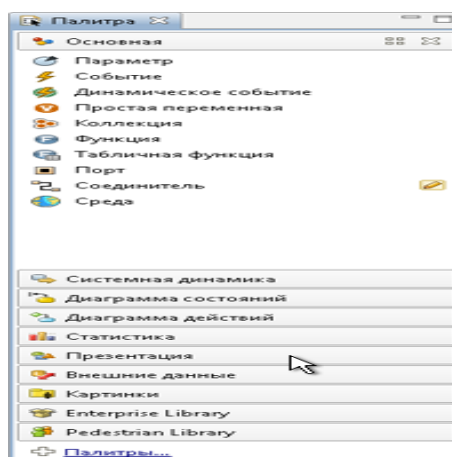 Палитра
Основная
Параметр
Событие
Динамическое событие
Простая переменная
Коллекция
Функция
Табличная функция
Порт
Соединитель
Среда
Системная динамика
Диаграмма состояний
Диаграмма действий
Статистика
Презентация
Внешние данные
Картинки
Enterprise Library
Pedestrian Library
Палитры...